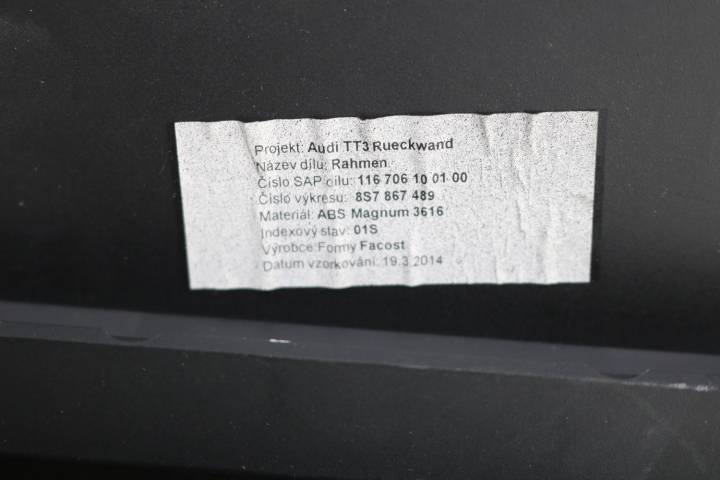 Projekt: Audi TT3 Rueckwand
Název dílu: Rahmen
Číslo SAP dílu: 116 706 10 01 00
Číslo výkresu: 8S7 867 489
Materiál: ABS Magnum 3616
Indexový stav: 01S
Výrobce Formy Facost
Datum vzorkování: 19.3.2014